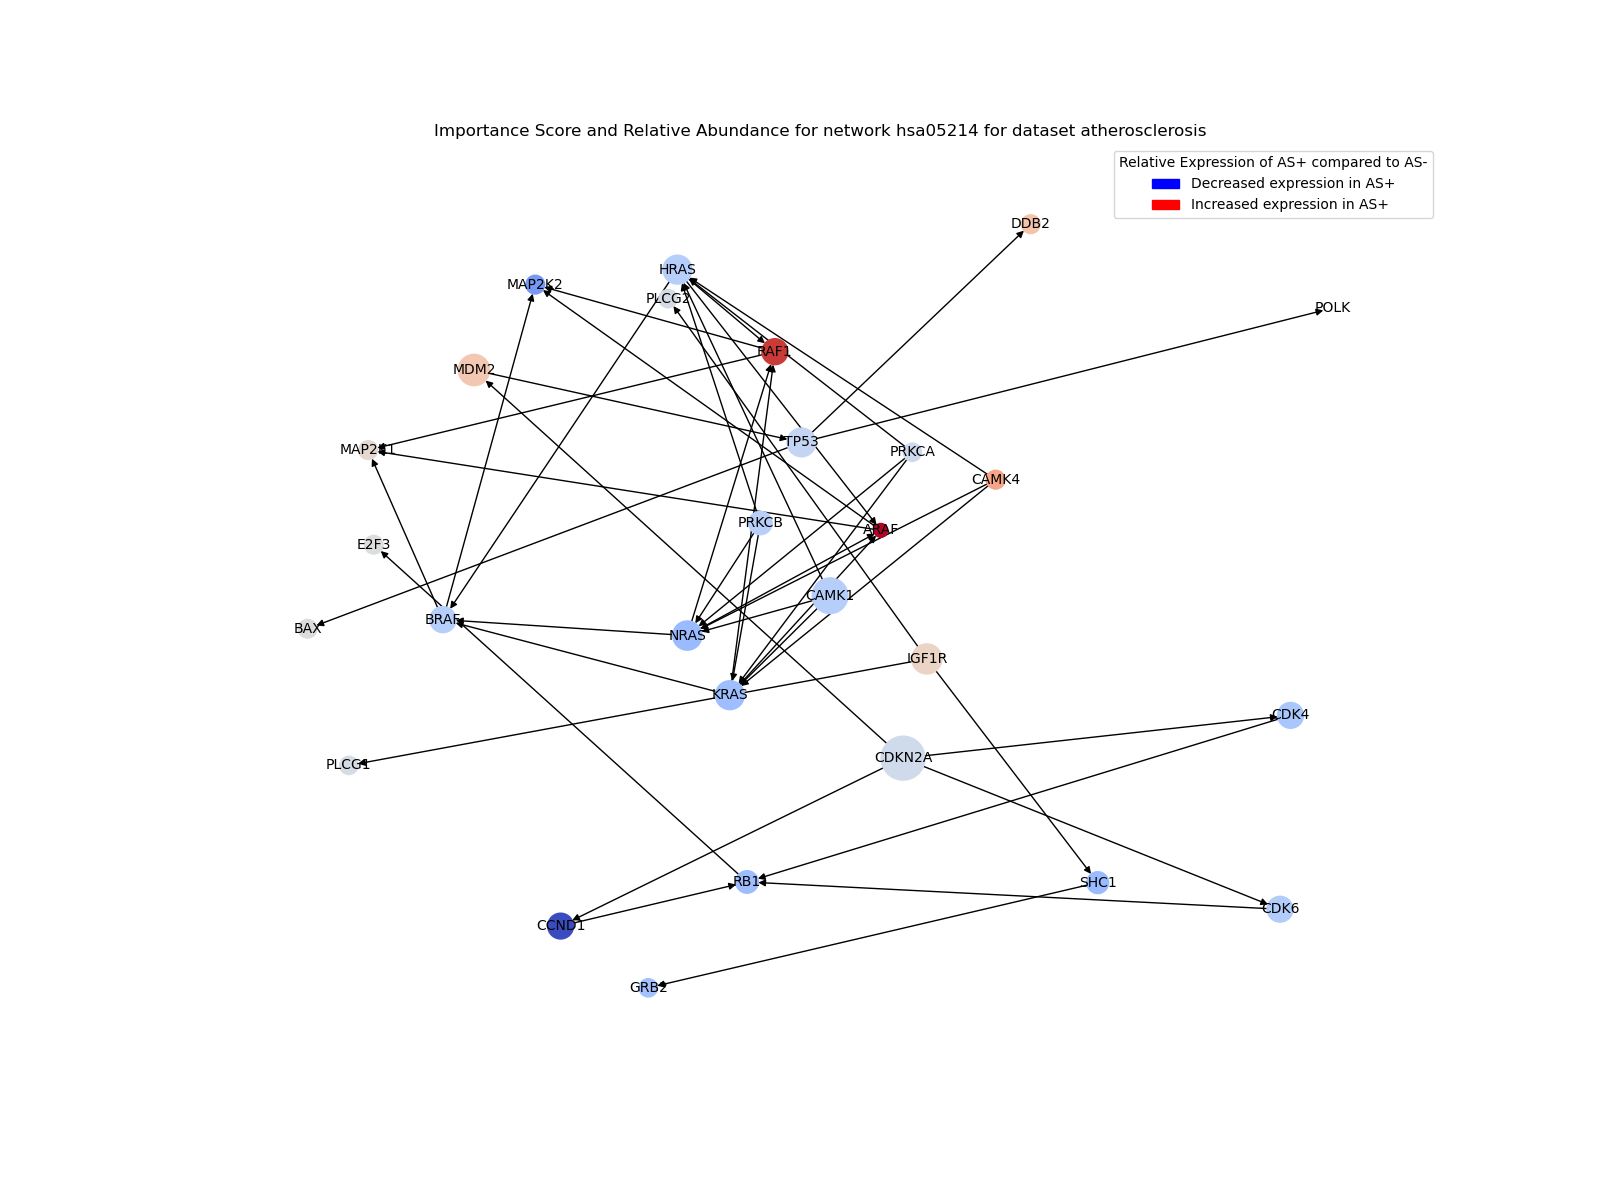 Importance Score and Relative Abundance for network hsa05214 for dataset atherosclerosis
Relative Expression of AS+ compared to AS-
Decreased expression in AS+
Increased expression in AS+
DDB2
HRAS
MAP2K2
PLCG2
POLK
RAF1
MDM2
TP53
MAP2K1
PRKCA
CAMK4
PRKCB
ARAF
E2F3
CAMK1
BRAF
BAX
NRAS
IGF1R
KRAS
CDK4
CDKN2A
PLCG1
RB1
SHC1
CDK6
CCND1
GRB2